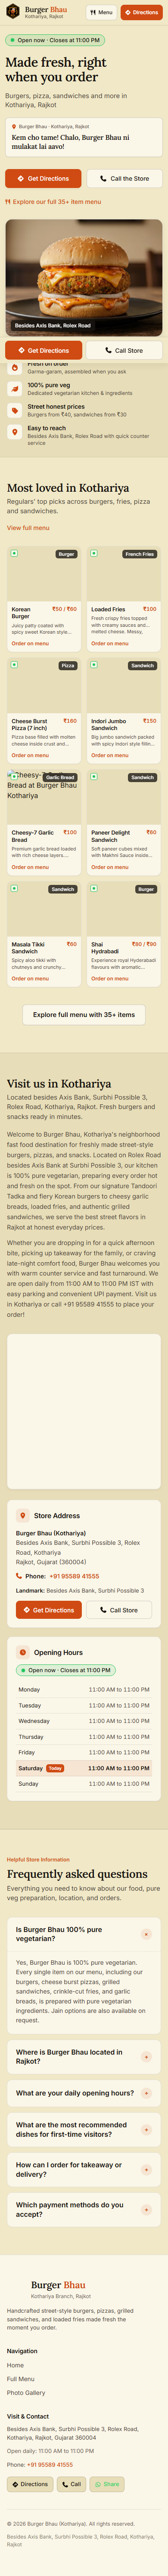 Burger Bhau
Kothariya, Rajkot
Menu
Directions
Open now · Closes at 11:00 PM
Made fresh, right
when you order
Burgers, pizza, sandwiches and more in
Kothariya, Rajkot
Burger Bhau · Kothariya, Rajkot
Kem cho tame! Chalo, Burger Bhau ni
mulakat lai aavo!
Get Directions
Call the Store
Explore our full 35+ item menu
Besides Axis Bank, Rolex Road
Get Directions
Call Store
Fresh on order
Garma-garam, assembled when you ask
100% pure veg
Dedicated vegetarian kitchen & ingredients
Street honest prices
Burgers from ₹40, sandwiches from ₹30
Easy to reach
Besides Axis Bank, Rolex Road with quick counter
service
Most loved in Kothariya
Regulars' top picks across burgers, fries, pizza
and sandwiches.
View full menu
Burger
Korean
Burger
₹50 / ₹60
Juicy patty coated with
spicy sweet Korean style...
Order on menu
French Fries
Loaded Fries
₹100
Fresh crispy fries topped
with creamy sauces and...
melted cheese. Messy,
Order on menu
Pizza
Cheese Burst
Pizza (7 inch)
₹160
Pizza base filled with molten
cheese inside crust and...
Order on menu
Sandwich
Indori Jumbo
Sandwich
₹150
Big jumbo sandwich packed
with spicy Indori style fillin...
Order on menu
Cheesy-7 Garlic
Bread at Burger Bhau
Kothariya
Garlic Bread
Cheesy-7 Garlic
Bread
₹100
Premium garlic bread loaded
with rich cheese layers....
Order on menu
Sandwich
Paneer Delight
Sandwich
₹60
Soft paneer cubes mixed
with Makhni Sauce inside...
Order on menu
Sandwich
Masala Tikki
Sandwich
₹60
Spicy aloo tikki with
chutneys and crunchy...
Order on menu
Burger
Shai
Hydrabadi
₹80 / ₹90
Experience royal Hyderabadi
flavours with aromatic...
Order on menu
Explore full menu with 35+ items
Visit us in Kothariya
Located besides Axis Bank, Surbhi Possible 3,
Rolex Road, Kothariya, Rajkot. Fresh burgers and
snacks ready in minutes.
Welcome to Burger Bhau, Kothariya's neighborhood
fast food destination for freshly made street-style
burgers, pizzas, and snacks. Located on Rolex Road
besides Axis Bank at Surbhi Possible 3, our kitchen
is 100% pure vegetarian, preparing every order hot
and fresh on the spot. From our signature Tandoori
Tadka and fiery Korean burgers to cheesy garlic
breads, loaded fries, and authentic grilled
sandwiches, we serve the best street flavors in
Rajkot at honest everyday prices.
Whether you are dropping in for a quick afternoon
bite, picking up takeaway for the family, or craving
late-night comfort food, Burger Bhau welcomes you
with warm counter service and fast turnaround. We
are open daily from 11:00 AM to 11:00 PM IST with
easy parking and convenient UPI payment. Visit us
in Kothariya or call +91 95589 41555 to place your
order!
Store Address
Burger Bhau (Kothariya)
Besides Axis Bank, Surbhi Possible 3, Rolex
Road, Kothariya
Rajkot, Gujarat (360004)
Phone: +91 95589 41555
Landmark: Besides Axis Bank, Surbhi Possible 3
Get Directions
Call Store
Opening Hours
Open now · Closes at 11:00 PM
Monday 11:00 AM to 11:00 PM
Tuesday 11:00 AM to 11:00 PM
Wednesday 11:00 AM to 11:00 PM
Thursday 11:00 AM to 11:00 PM
Friday 11:00 AM to 11:00 PM
Saturday Today 11:00 AM to 11:00 PM
Sunday 11:00 AM to 11:00 PM
Helpful Store Information
Frequently asked questions
Everything you need to know about our food, pure
veg preparation, location, and orders.
Is Burger Bhau 100% pure
vegetarian?
Yes, Burger Bhau is 100% pure vegetarian.
Every single item on our menu, including our
burgers, cheese burst pizzas, grilled
sandwiches, crinkle-cut fries, and garlic
breads, is prepared with pure vegetarian
ingredients. Jain options are also available on
request.
Where is Burger Bhau located in
Rajkot?
What are your daily opening hours?
What are the most recommended
dishes for first-time visitors?
How can I order for takeaway or
delivery?
Which payment methods do you
accept?
Burger Bhau
Kothariya Branch, Rajkot
Handcrafted street-style burgers, pizzas, grilled
sandwiches, and loaded fries made fresh the
moment you order.
Navigation
Home
Full Menu
Photo Gallery
Visit & Contact
Besides Axis Bank, Surbhi Possible 3, Rolex Road,
Kothariya, Rajkot, Gujarat 360004
Open daily: 11:00 AM to 11:00 PM
Phone: +91 95589 41555
Directions
Call
Share
© 2026 Burger Bhau (Kothariya). All rights reserved.
Besides Axis Bank, Surbhi Possible 3, Rolex Road, Kothariya,
Rajkot